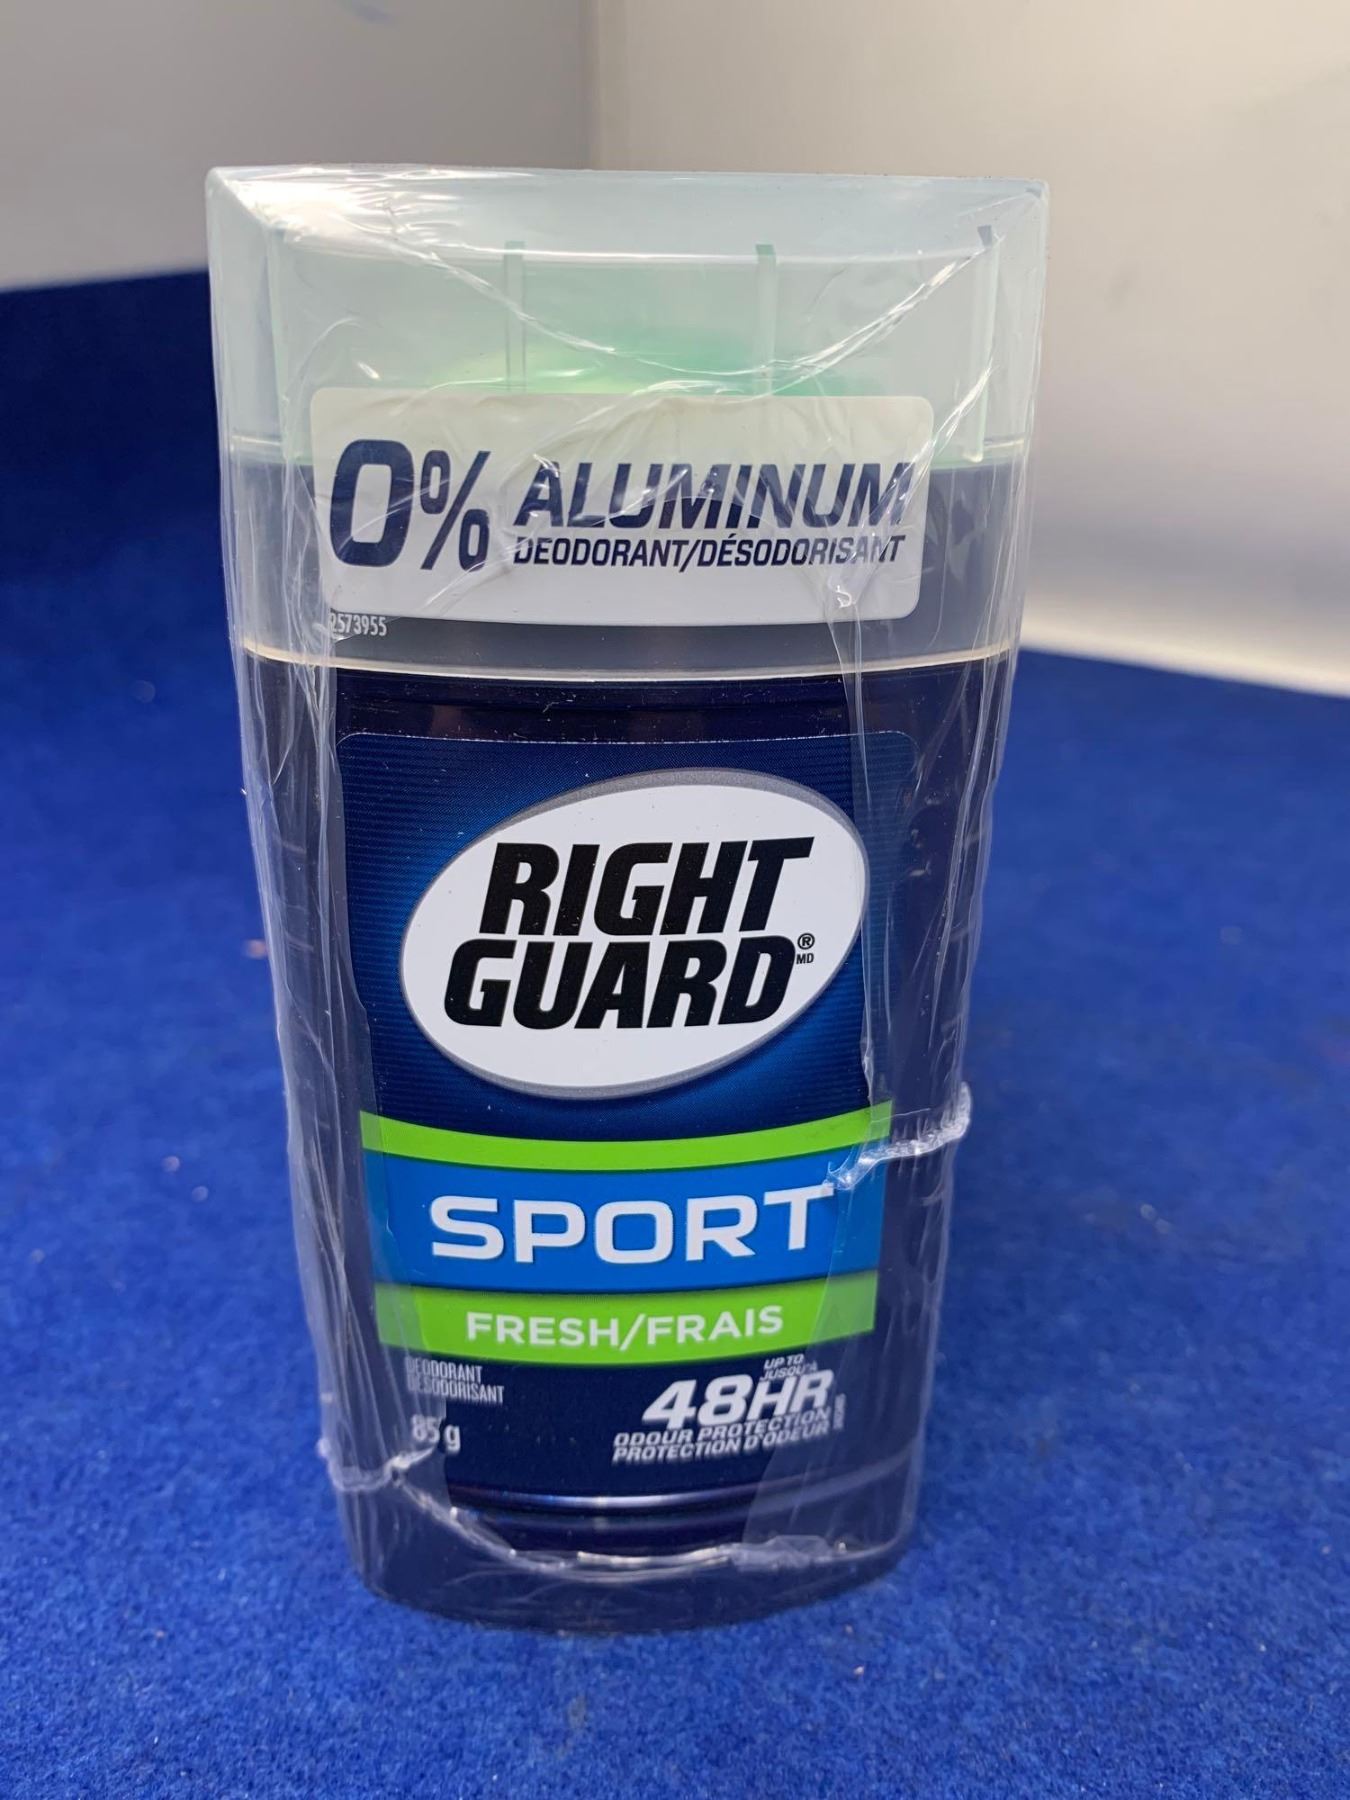 0% ALUMINUM
DEODORANT/DÉSODORISANT
2573955
RIGHT
GUARD®
MD
SPORT
FRESH/FRAIS
DEODORANT
DÉSODORISANT
85 g
UP TO
JUSQU'À
48HR
ODOUR PROTECTION
PROTECTION D'ODEUR